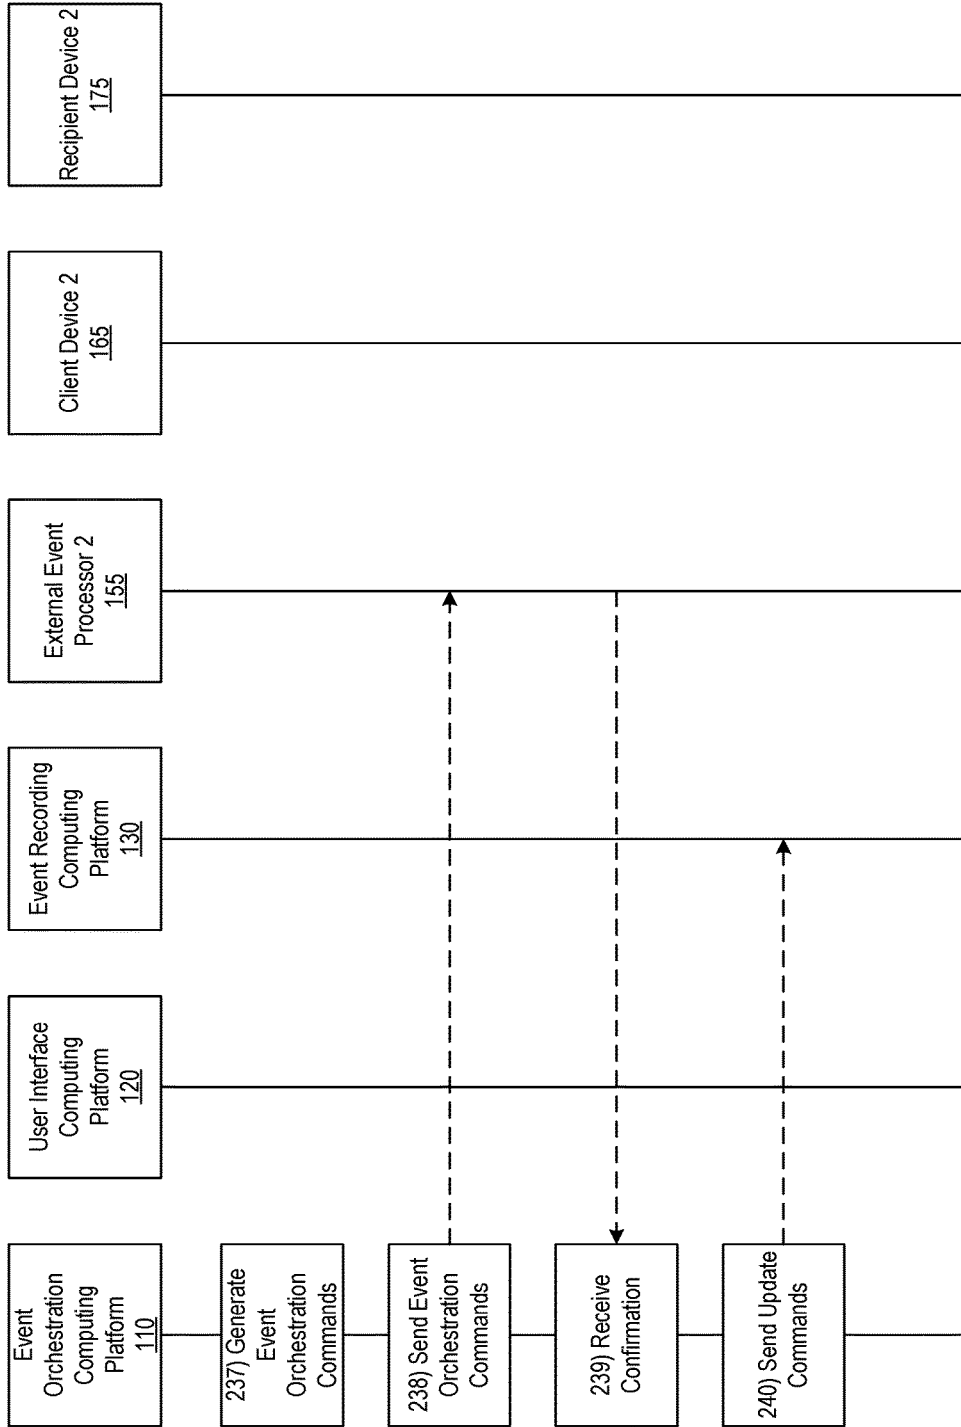 Event
Orchestration
Computing
Platform
110
User Interface
Computing
Platform
120
Event Recording
Computing
Platform
130
External Event
Processor 2
155
Client Device 2
165
Recipient Device 2
175
237) Generate
Event
Orchestration
Commands
238) Send Event
Orchestration
Commands
239) Receive
Confirmation
240) Send Update
Commands